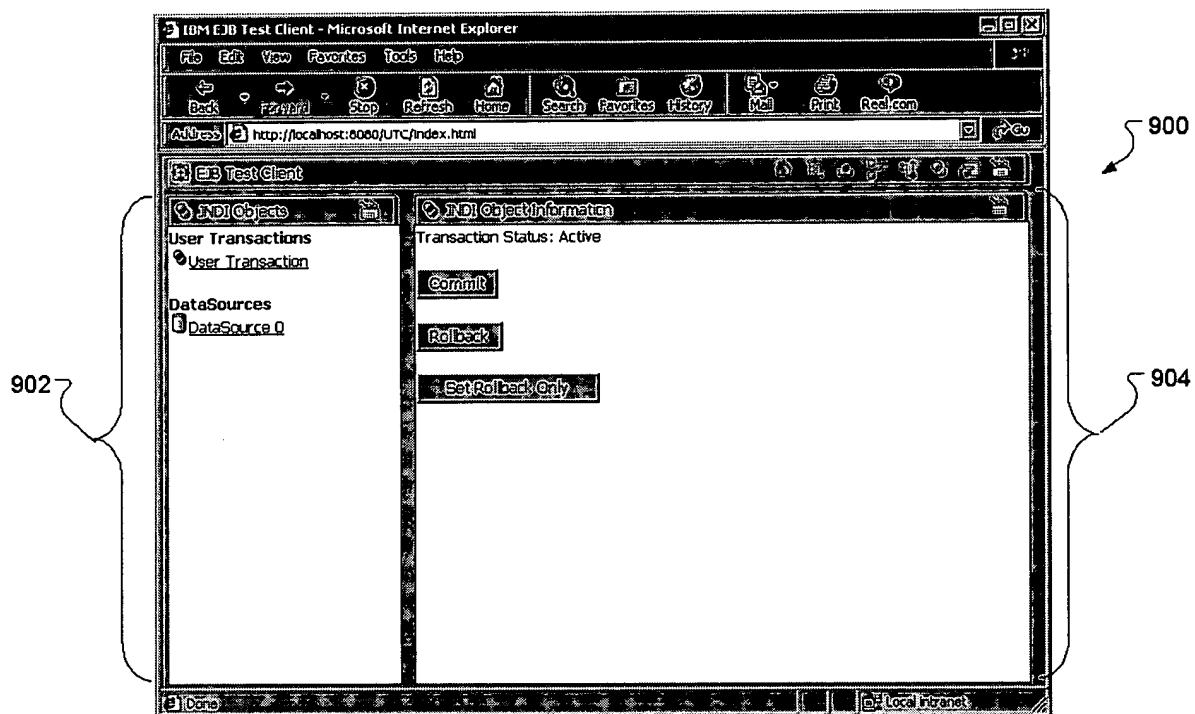 IBM EJB Test Client - Microsoft Internet Explorer
File Edit View Favorites Tools Help
Back Forward Stop Refresh Home Search Favorites History Mail Print Real.com
Address http://localhost:8080/UTC/index.html Go
900
EJB Test Client
JNDI Objects
JNDI Object Information
User Transactions
Transaction Status: Active
User Transaction
Commit
DataSources
DataSource 0
Rollback
Set Rollback Only
902
904
Done Local intranet